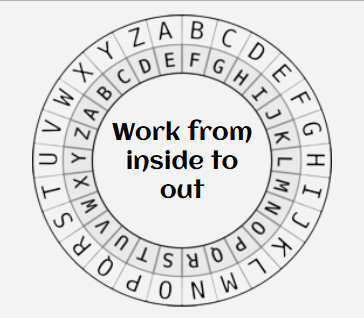 A B C D E F G H I J K L M N O P Q R S T U V W X Y Z
A B C D E F G H I J K L M N O P Q R S T U V W X Y Z
Work from
inside to
out